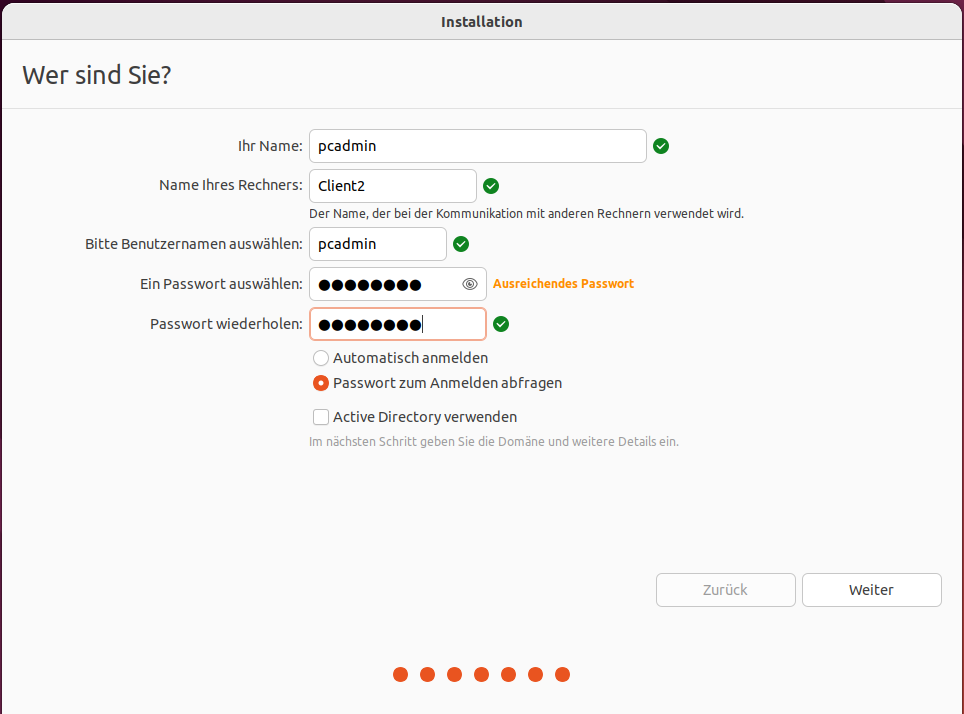 Installation
Wer sind Sie?
Ihr Name: pcadmin
Name Ihres Rechners: Client2
Der Name, der bei der Kommunikation mit anderen Rechnern verwendet wird.
Bitte Benutzernamen auswählen: pcadmin
Ein Passwort auswählen: ●●●●●●●● Ausreichendes Passwort
Passwort wiederholen: ●●●●●●●●
Automatisch anmelden
Passwort zum Anmelden abfragen
Active Directory verwenden
Im nächsten Schritt geben Sie die Domäne und weitere Details ein.
Zurück Weiter